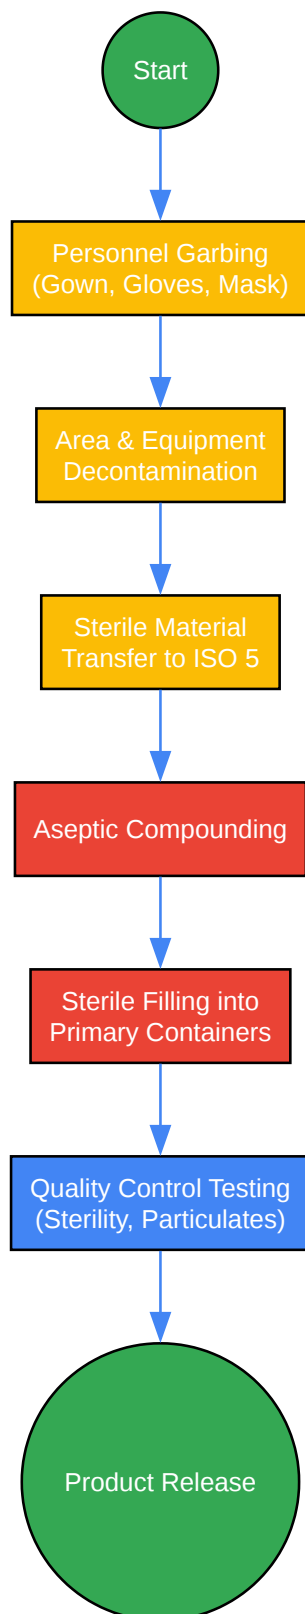 Start
Personnel Garbing
(Gown, Gloves, Mask)
Area & Equipment
Decontamination
Sterile Material
Transfer to ISO 5
Aseptic Compounding
Sterile Filling into
Primary Containers
Quality Control Testing
(Sterility, Particulates)
Product Release